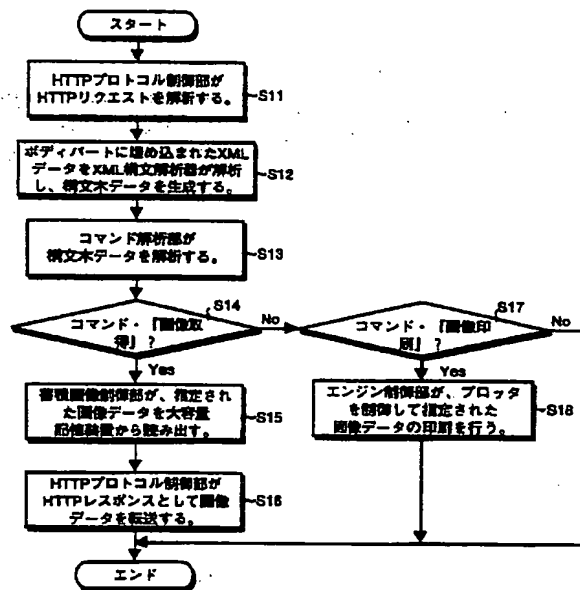 スタート
HTTPプロトコル制御部が
HTTPリクエストを解析する。
S11
ボディパートに埋め込まれたXML
データをXML構文解析器が解析
し、構文木データを生成する。
S12
コマンド解析部が
構文木データを解析する。
S13
コマンド・『画像取
得』?
S14
No
Yes
コマンド・『画像印
刷』?
S17
No
Yes
蓄積画像制御部が、指定され
た画像データを大容量
記憶装置から読み出す。
S15
エンジン制御部が、プロッタ
を制御して指定された
画像データの印刷を行う。
S18
HTTPプロトコル制御部が
HTTPレスポンスとして画像
データを転送する。
S16
エンド